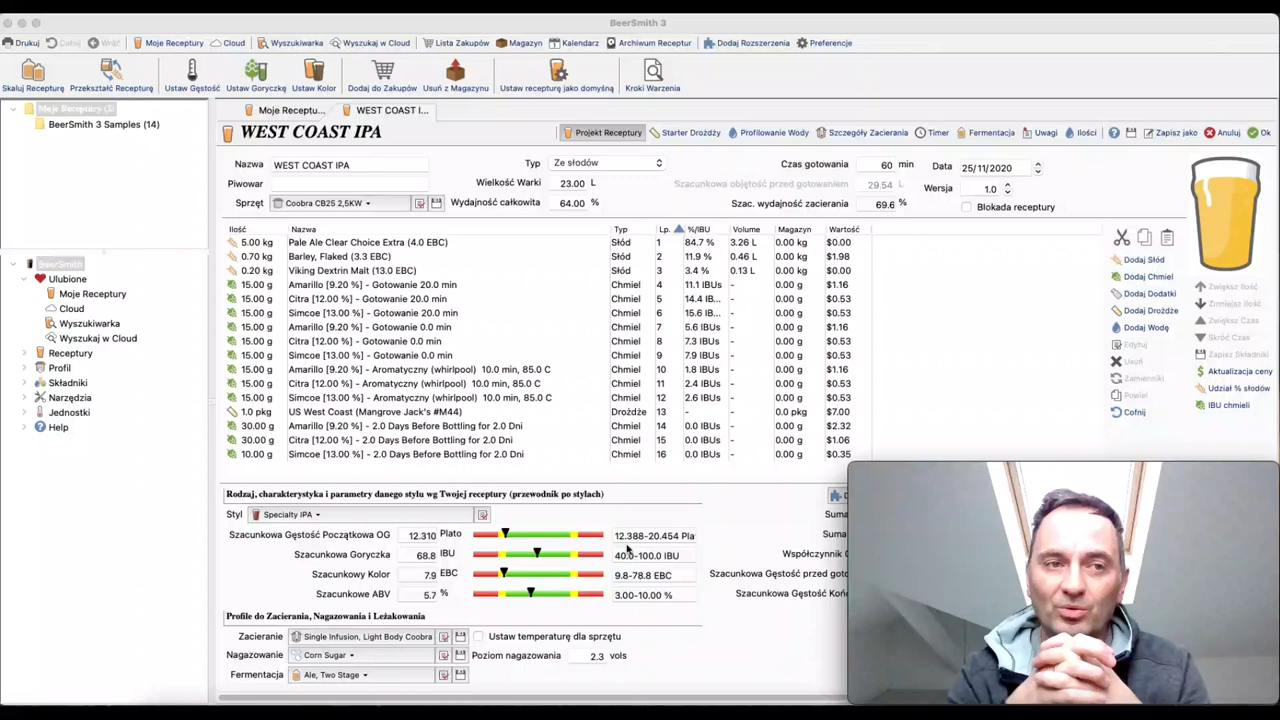 BeerSmith 3
Drukuj Cofnij Wróć Moje Receptury Cloud Wyszukiwarka Wyszukaj w Cloud Lista Zakupów Magazyn Kalendarz Archiwum Receptur Dodaj Rozszerzenia Preferencje
Skaluj Recepturę Przekształć Recepturę Ustaw Gęstość Ustaw Goryczkę Ustaw Kolor Dodaj do Zakupów Usuń z Magazynu Ustaw recepturę jako domyślną Kroki Warzenia
Moje Receptury (3)
BeerSmith 3 Samples (14)
BeerSmith
Ulubione
Moje Receptury
Cloud
Wyszukiwarka
Wyszukaj w Cloud
Receptury
Profil
Składniki
Narzędzia
Jednostki
Help
Moje Receptu... WEST COAST I...
WEST COAST IPA
Projekt Receptury Starter Drożdży Profilowanie Wody Szczegóły Zacierania Timer Fermentacja Uwagi Ilości Zapisz jako Anuluj Ok
Nazwa WEST COAST IPA Typ Ze słodów Czas gotowania 60 min Data 25/11/2020
Piwowar Wielkość Warki 23.00 L Szacunkowa objętość przed gotowaniem 29.54 L Wersja 1.0
Sprzęt Coobra CB25 2,5KW Wydajność całkowita 64.00 % Szac. wydajność zacierania 69.6 % Blokada receptury
Ilość Nazwa Typ Lp. %/IBU Volume Magazyn Wartość
5.00 kg Pale Ale Clear Choice Extra (4.0 EBC) Słód 1 84.7 % 3.26 L 0.00 kg $0.00
0.70 kg Barley, Flaked (3.3 EBC) Słód 2 11.9 % 0.46 L 0.00 kg $1.98
0.20 kg Viking Dextrin Malt (13.0 EBC) Słód 3 3.4 % 0.13 L 0.00 kg $0.00
15.00 g Amarillo [9.20 %] - Gotowanie 20.0 min Chmiel 4 11.1 IBUs - 0.00 g $1.16
15.00 g Citra [12.00 %] - Gotowanie 20.0 min Chmiel 5 14.4 IB... - 0.00 g $0.53
15.00 g Simcoe [13.00 %] - Gotowanie 20.0 min Chmiel 6 15.6 IB... - 0.00 g $0.53
15.00 g Amarillo [9.20 %] - Gotowanie 0.0 min Chmiel 7 5.6 IBUs - 0.00 g $1.16
15.00 g Citra [12.00 %] - Gotowanie 0.0 min Chmiel 8 7.3 IBUs - 0.00 g $0.53
15.00 g Simcoe [13.00 %] - Gotowanie 0.0 min Chmiel 9 7.9 IBUs - 0.00 g $0.53
15.00 g Amarillo [9.20 %] - Aromatyczny (whirlpool) 10.0 min, 85.0 C Chmiel 10 1.8 IBUs - 0.00 g $1.16
15.00 g Citra [12.00 %] - Aromatyczny (whirlpool) 10.0 min, 85.0 C Chmiel 11 2.4 IBUs - 0.00 g $0.53
15.00 g Simcoe [13.00 %] - Aromatyczny (whirlpool) 10.0 min, 85.0 C Chmiel 12 2.6 IBUs - 0.00 g $0.53
1.0 pkg US West Coast (Mangrove Jack's #M44) Drożdże 13 - - 0.0 pkg $7.00
30.00 g Amarillo [9.20 %] - 2.0 Days Before Bottling for 2.0 Dni Chmiel 14 0.0 IBUs - 0.00 g $2.32
30.00 g Citra [12.00 %] - 2.0 Days Before Bottling for 2.0 Dni Chmiel 15 0.0 IBUs - 0.00 g $1.06
10.00 g Simcoe [13.00 %] - 2.0 Days Before Bottling for 2.0 Dni Chmiel 16 0.0 IBUs - 0.00 g $0.35
Dodaj Słód
Dodaj Chmiel
Dodaj Dodatki
Dodaj Drożdże
Dodaj Wodę
Edytuj
Usuń
Zamienniki
Powiel
Cofnij
Zwiększ Ilość
Zmniejsz Ilość
Zwiększ Czas
Skróć Czas
Zapisz Składniki
Aktualizacja ceny
Udział % słodów
IBU chmieli
Rodzaj, charakterystyka i parametry danego stylu wg Twojej receptury (przewodnik po stylach)
Styl Specialty IPA Suma
Szacunkowa Gęstość Początkowa OG 12.310 Plato 12.388-20.454 Pla Sum
Szacunkowa Goryczka 68.8 IBU 40.0-100.0 IBU Współczynnik
Szacunkowy Kolor 7.9 EBC 9.8-78.8 EBC Szacunkowa Gęstość przed goto
Szacunkowe ABV 5.7 % 3.00-10.00 % Szacunkowa Gęstość Końc
Profile do Zacierania, Nagazowania i Leżakowania
Zacieranie Single Infusion, Light Body Coobra Ustaw temperaturę dla sprzętu
Nagazowanie Corn Sugar Poziom nagazowania 2.3 vols
Fermentacja Ale, Two Stage